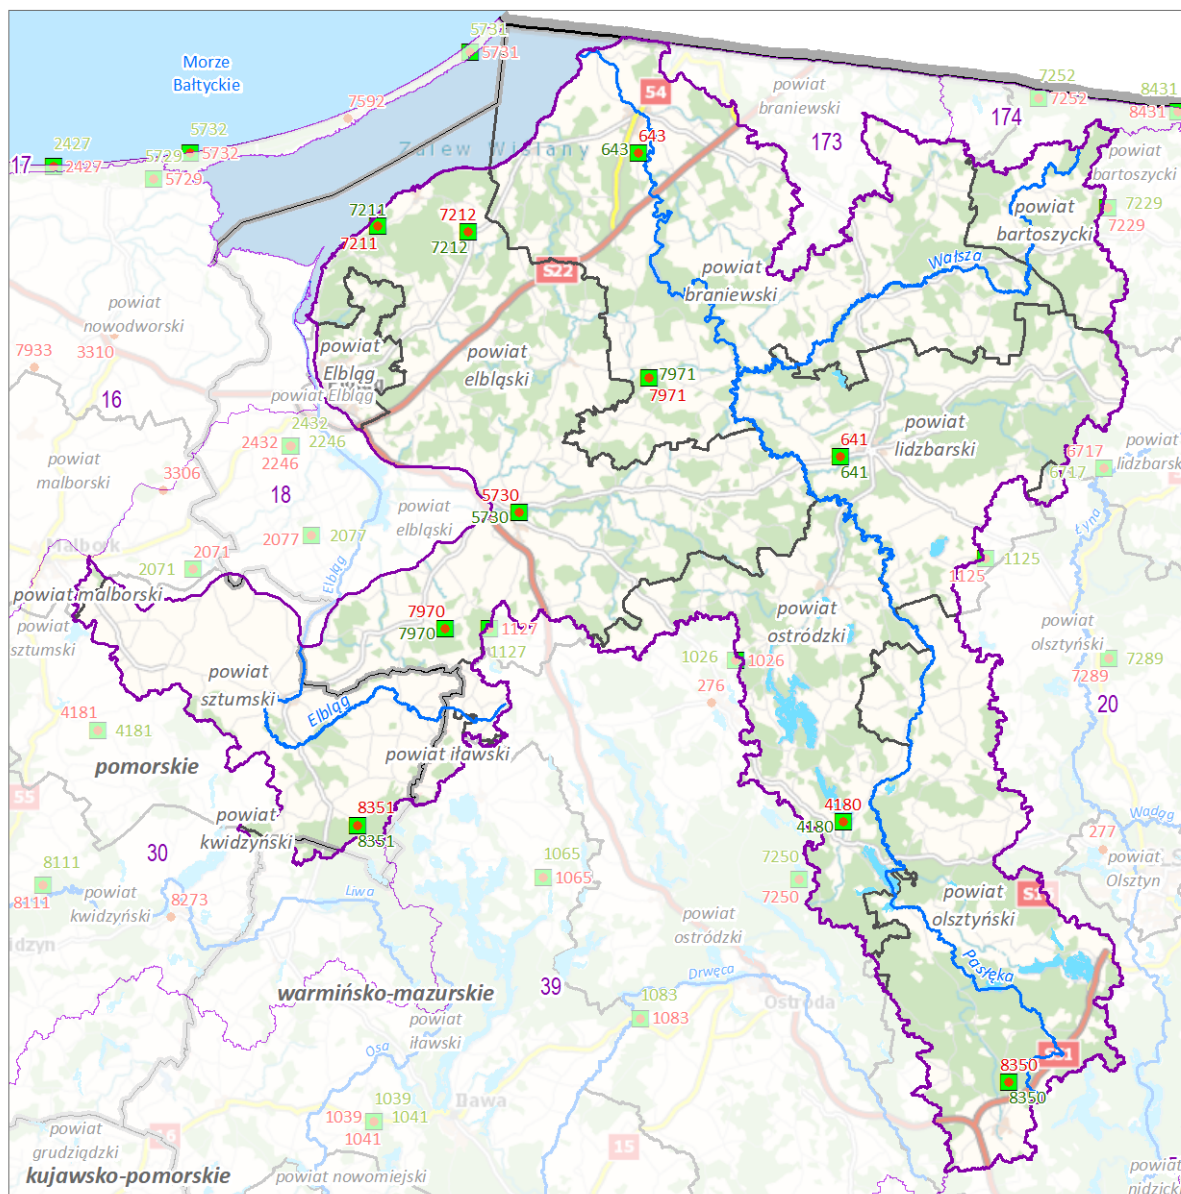 5731
5731
Morze
Bałtyckie
54
powiat
braniewski
7252
7252
8431
8431
174
173
7592
2427
2427
17
5732
5732
5729
5729
643
643
Zalew Wiślany
powiat
bartoszycki
7229
7229
powiat
bartoszycki
7211
7211
7212
7212
S22
powiat
braniewski
Wałsza
powiat
nowodworski
7933
3310
16
powiat
Elbląg
powiat Elbląg
powiat
elbląski
7971
7971
2432
2246
2432
2246
powiat
malborski
3306
18
641
641
powiat
lidzbarski
6717
6717
powiat
lidzbarski
powiat
elbląski
5730
5730
2077
2077
Malbork
2071
2071
Elbląg
Łyna
1125
1125
powiat malborski
powiat
sztumski
7970
7970
1127
1127
powiat
ostródzki
powiat
olsztyński
1026
1026
276
7289
7289
20
powiat
sztumski
Elbląg
4181
4181
powiat iławski
pomorskie
55
8351
8351
4180
4180
Wadąg
277
powiat
kwidzyński
30
8111
8111
powiat
kwidzyński
8273
Liwa
1065
1065
7250
7250
powiat
Olsztyn
powiat
olsztyński
powiat
ostródzki
Pasłęka
Drwęca
39
warmińsko-mazurskie
1083
1083
Ostróda
powiat
iławski
Osa
8350
8350
1039
1041
1039
1041
Iława
16
15
powiat
grudziądzki
kujawsko-pomorskie
powiat nowomiejski
powiat
nidzick